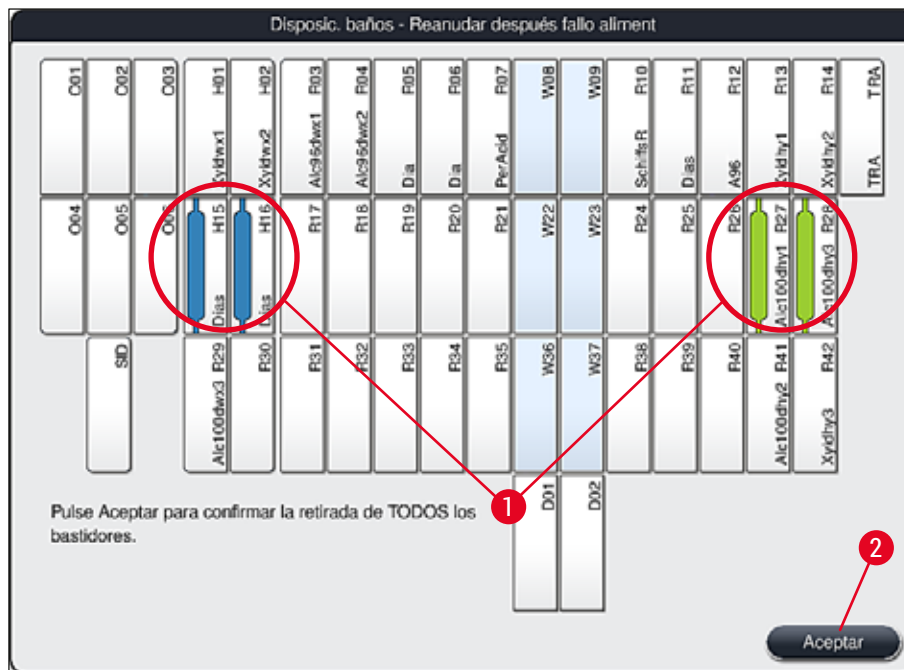 Disposic. baños - Reanudar después fallo aliment
O01
O02
O03
Xyldwx1 H01
Xyldwx2 H02
Alc96dwx1 R03
Alc96dwx2 R04
Dia R05
Dia R06
PerAcid R07
W08
W09
SchiffsR R10
Dias R11
A96 R12
Xyldhy1 R13
Xyldhy2 R14
TRA TRA
O04
O05
O06
Dias H15
Dias H16
R17
R18
R19
R20
R21
W22
W23
R24
R25
R26
Alc100dhy1 R27
Alc100dhy3 R28
SID
Alc100dwx3 R29
R30
R31
R32
R33
R34
R35
W36
W37
R38
R39
R40
Alc100dhy2 R41
Xyldhy3 R42
D01
D02
Pulse Aceptar para confirmar la retirada de TODOS los
bastidores.
1
2
Aceptar